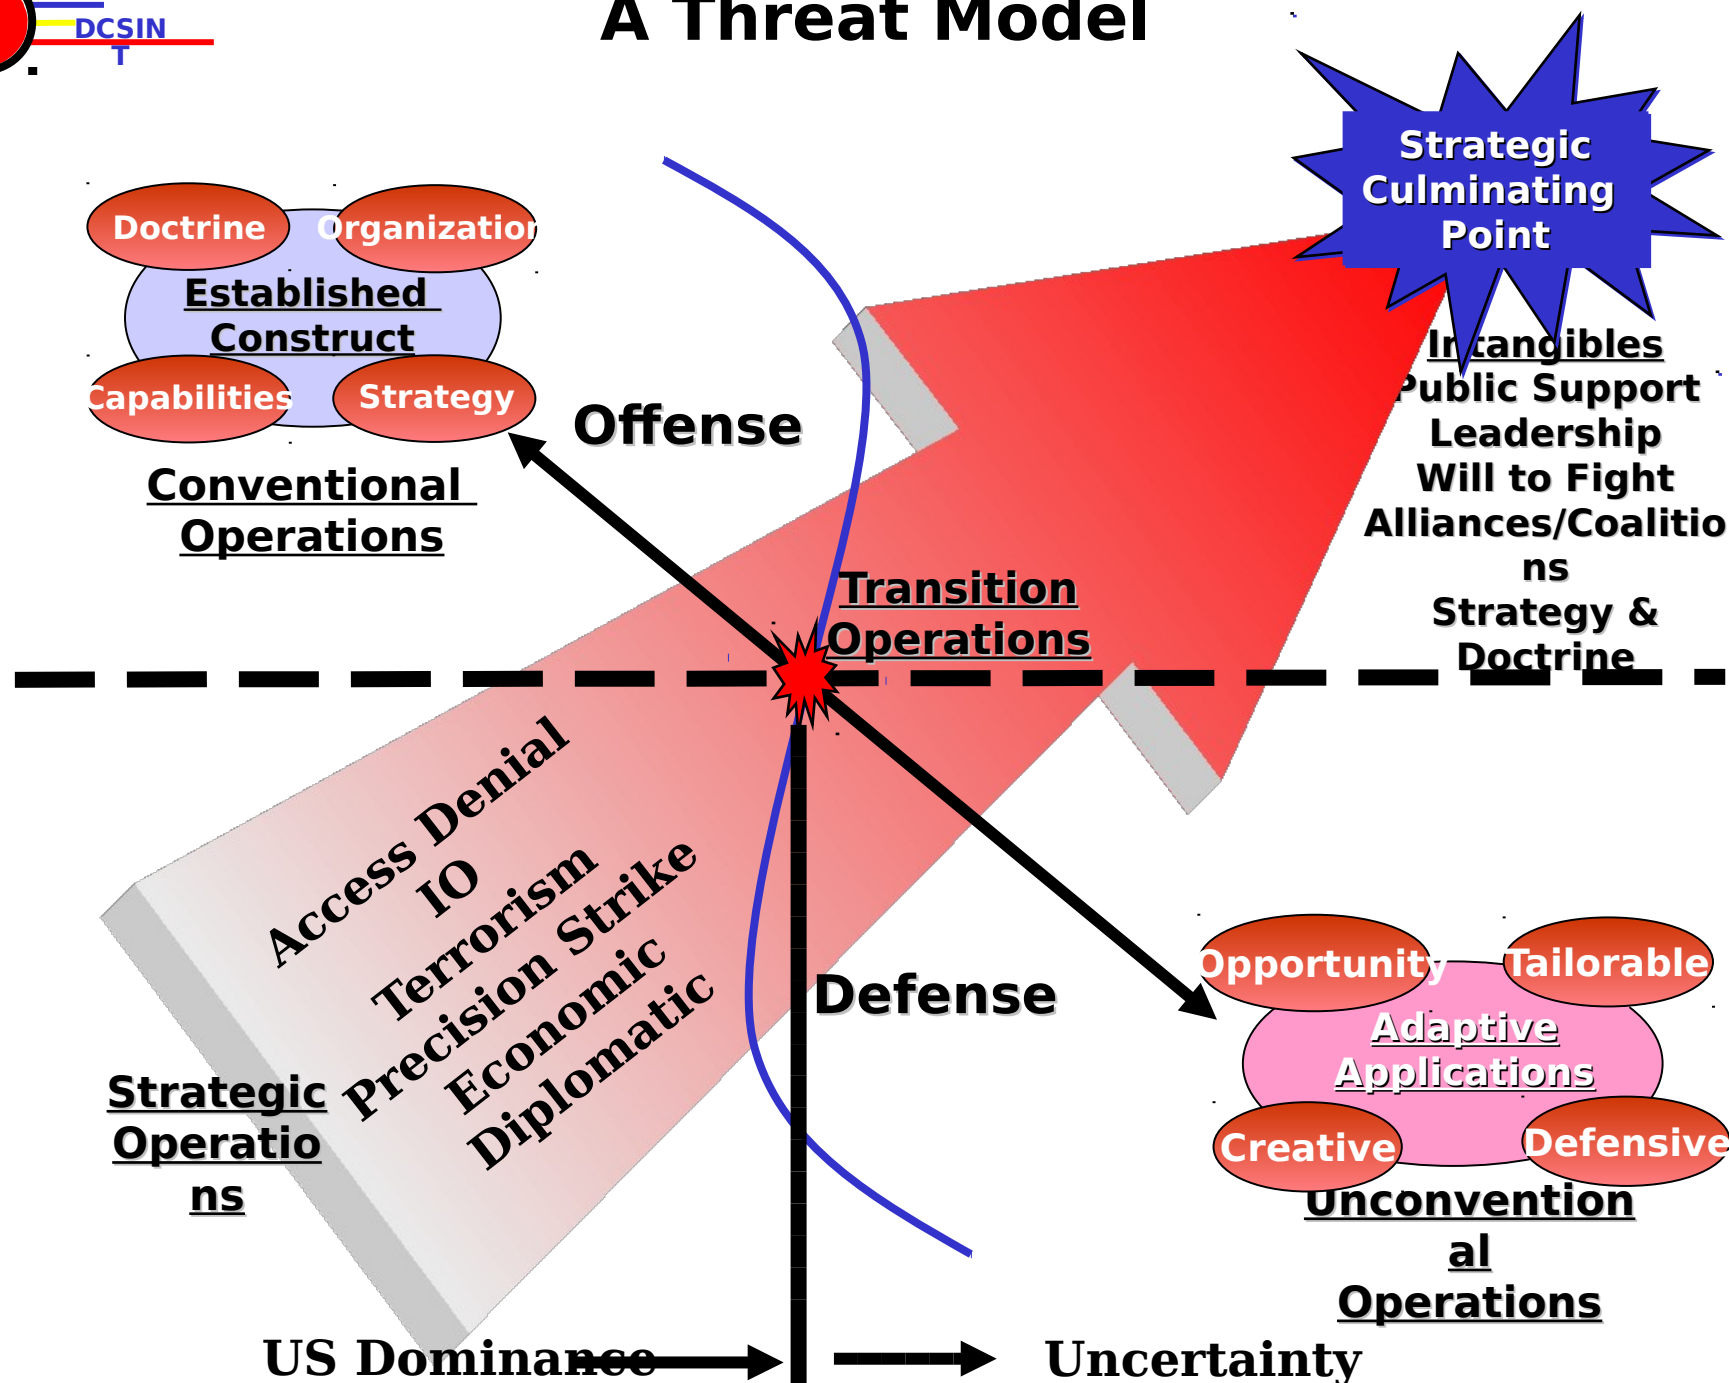 A Threat Model
DCSIN
T
Strategic
Culminating
Point
Doctrine
Organization
Established
Construct
Capabilities
Strategy
Conventional
Operations
Offense
Intangibles
Public Support
Leadership
Will to Fight
Alliances/Coalitio
ns
Strategy &
Doctrine
Transition
Operations
Access Denial
IO
Terrorism
Precision Strike
Economic
Diplomatic
Strategic
Operatio
ns
Defense
Opportunity
Tailorable
Adaptive
Applications
Creative
Defensive
Unconvention
al
Operations
US Dominance
Uncertainty